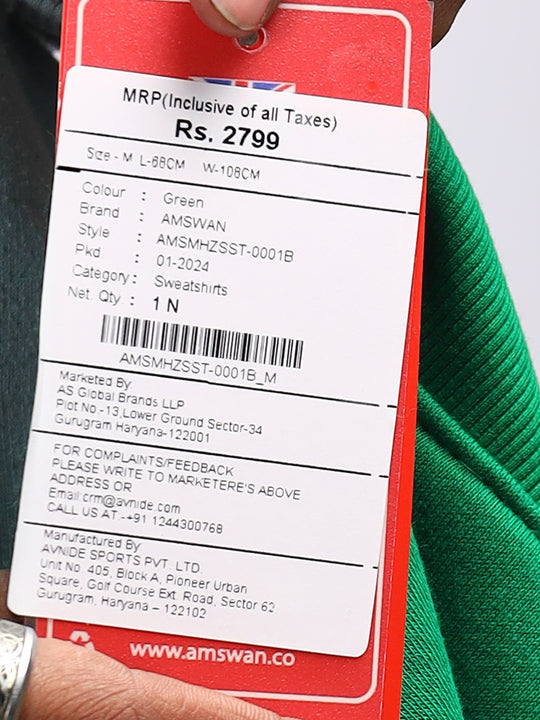 MRP(Inclusive of all Taxes)
Rs. 2799
Size - M L-68CM W-108CM
Colour : Green
Brand : AMSWAN
Style : AMSMHZSST-0001B
Pkd : 01-2024
Category : Sweatshirts
Net. Qty. : 1 N
AMSMHZSST-0001B_M
Marketed By:
AS Global Brands LLP
Plot No.-13,Lower Ground Sector-34
Gurugram Haryana-122001
FOR COMPLAINTS/FEEDBACK
PLEASE WRITE TO MARKETERE'S ABOVE
ADDRESS OR
Email:crm@avnide.com
CALL US AT.-+91 1244300768
Manufactured By:
AVNIDE SPORTS PVT. LTD.
Unit No. 405, Block A, Pioneer Urban
Square, Golf Course Ext. Road, Sector 62
Gurugram, Haryana – 122102
www.amswan.co